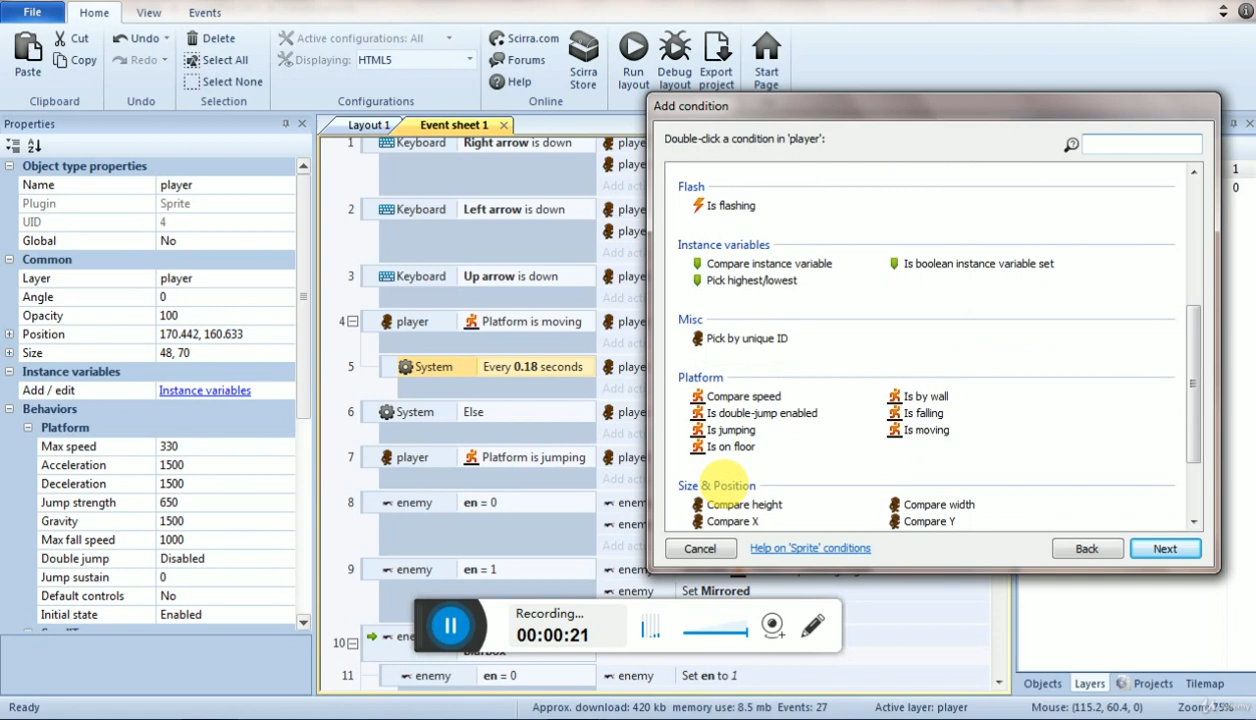 File Home View Events
Paste
Cut
Copy
Clipboard
Undo
Redo
Undo
Delete
Select All
Select None
Selection
Active configurations: All
Displaying: HTML5
Configurations
Scirra.com
Forums
Help
Scirra Store
Online
Run layout
Debug layout
Export project
Start Page
Properties
Object type properties
Name player
Plugin Sprite
UID 4
Global No
Common
Layer player
Angle 0
Opacity 100
Position 170.442, 160.633
Size 48, 70
Instance variables
Add / edit Instance variables
Behaviors
Platform
Max speed 330
Acceleration 1500
Deceleration 1500
Jump strength 650
Gravity 1500
Max fall speed 1000
Double jump Disabled
Jump sustain 0
Default controls No
Initial state Enabled
Layout 1 Event sheet 1
1 Keyboard Right arrow is down
2 Keyboard Left arrow is down
3 Keyboard Up arrow is down
4 player Platform is moving
5 System Every 0.18 seconds
6 System Else
7 player Platform is jumping
8 enemy en = 0
9 enemy en = 1
enemy Set Mirrored
10
11 enemy en = 0 enemy Set en to 1
Add condition
Double-click a condition in 'player':
Flash
Is flashing
Instance variables
Compare instance variable Is boolean instance variable set
Pick highest/lowest
Misc
Pick by unique ID
Platform
Compare speed Is by wall
Is double-jump enabled Is falling
Is jumping Is moving
Is on floor
Size & Position
Compare height Compare width
Compare X Compare Y
Cancel Help on 'Sprite' conditions Back Next
1
0
Recording...
00:00:21
Objects Layers Projects Tilemap
Ready Approx. download: 420 kb memory use: 8.5 mb Events: 27 Active layer: player Mouse: (115.2, 60.4, 0) Zoom: 75%